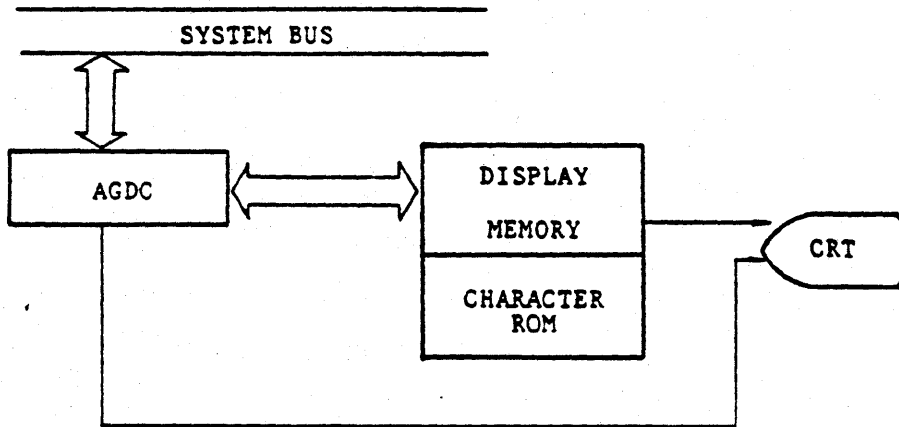 SYSTEM BUS
AGDC
DISPLAY
MEMORY
CHARACTER
ROM
CRT